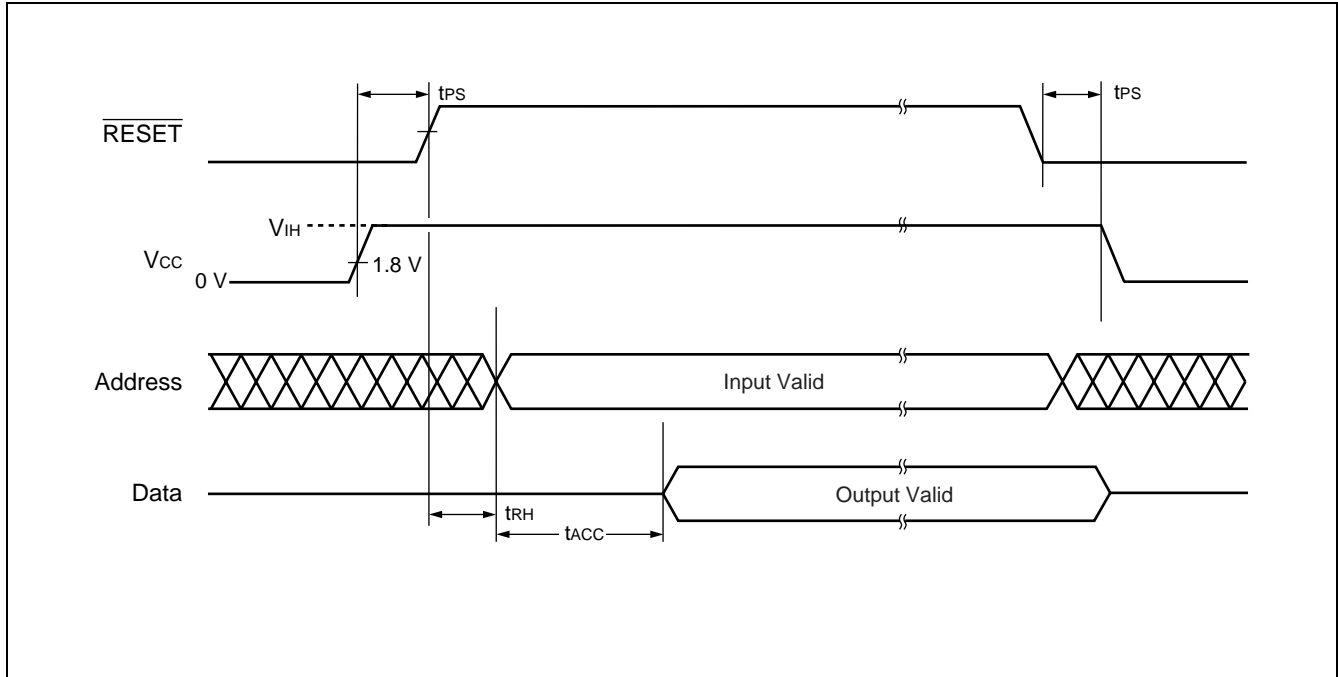 tPS
tPS
RESET
VIH
VCC
1.8 V
0 V
Address
Input Valid
Data
Output Valid
tRH
tACC